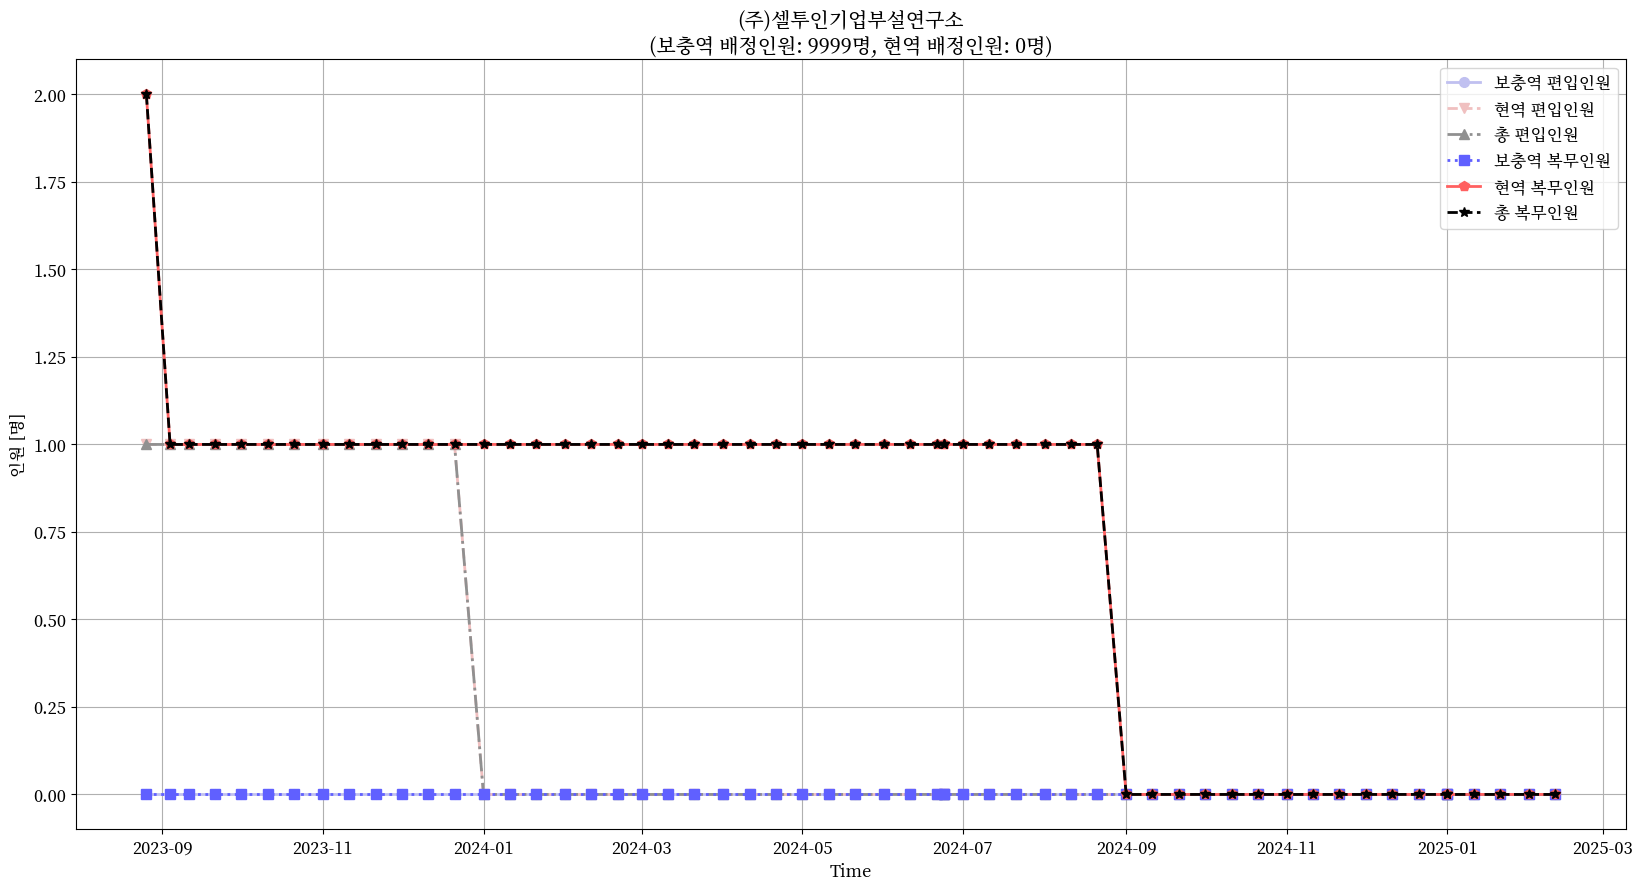 (주)셀투인기업부설연구소
(보충역 배정인원: 9999명, 현역 배정인원: 0명)
보충역 편입인원
현역 편입인원
총 편입인원
보충역 복무인원
현역 복무인원
총 복무인원
인원 [명]
2.00
1.75
1.50
1.25
1.00
0.75
0.50
0.25
0.00
2023-09
2023-11
2024-01
2024-03
2024-05
2024-07
2024-09
2024-11
2025-01
2025-03
Time